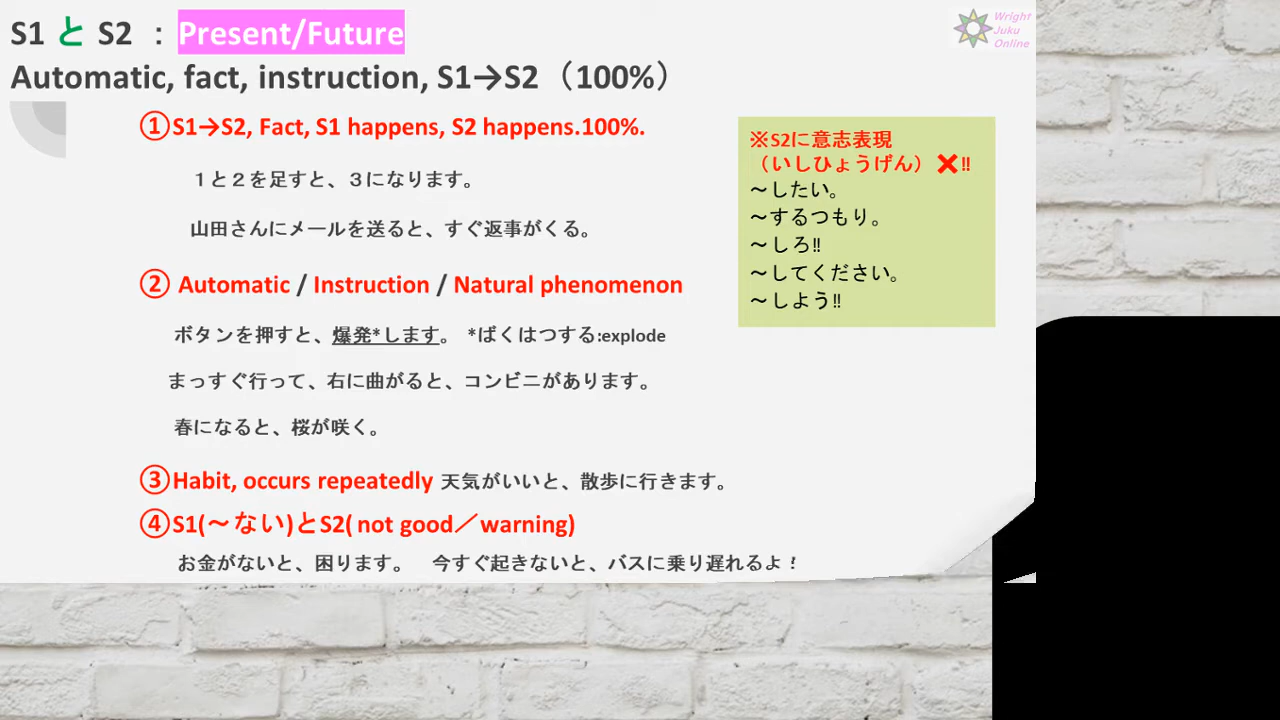 S1 と S2 ：Present/Future
Automatic, fact, instruction, S1→S2（100%）
Wright
Juku
Online
①S1→S2, Fact, S1 happens, S2 happens.100%.
１と２を足すと、３になります。
山田さんにメールを送ると、すぐ返事がくる。
② Automatic / Instruction / Natural phenomenon
ボタンを押すと、爆発*します。 *ばくはつする:explode
まっすぐ行って、右に曲がると、コンビニがあります。
春になると、桜が咲く。
③Habit, occurs repeatedly 天気がいいと、散歩に行きます。
④S1(～ない)とS2( not good／warning)
お金がないと、困ります。 今すぐ起きないと、バスに乗り遅れるよ！
※S2に意志表現
（いしひょうげん）❌‼
～したい。
～するつもり。
～しろ‼
～してください。
～しよう‼